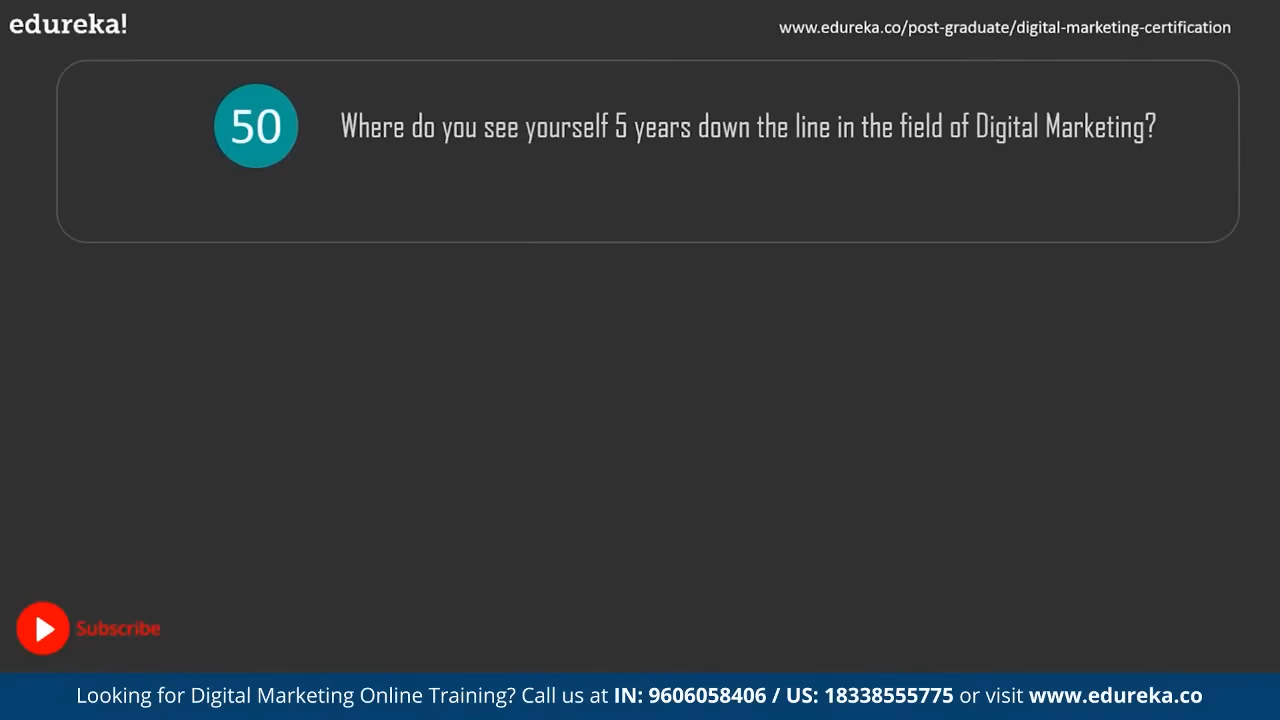 edureka!
www.edureka.co/post-graduate/digital-marketing-certification
50
Where do you see yourself 5 years down the line in the field of Digital Marketing?
Subscribe
Looking for Digital Marketing Online Training? Call us at IN: 9606058406 / US: 18338555775 or visit www.edureka.co